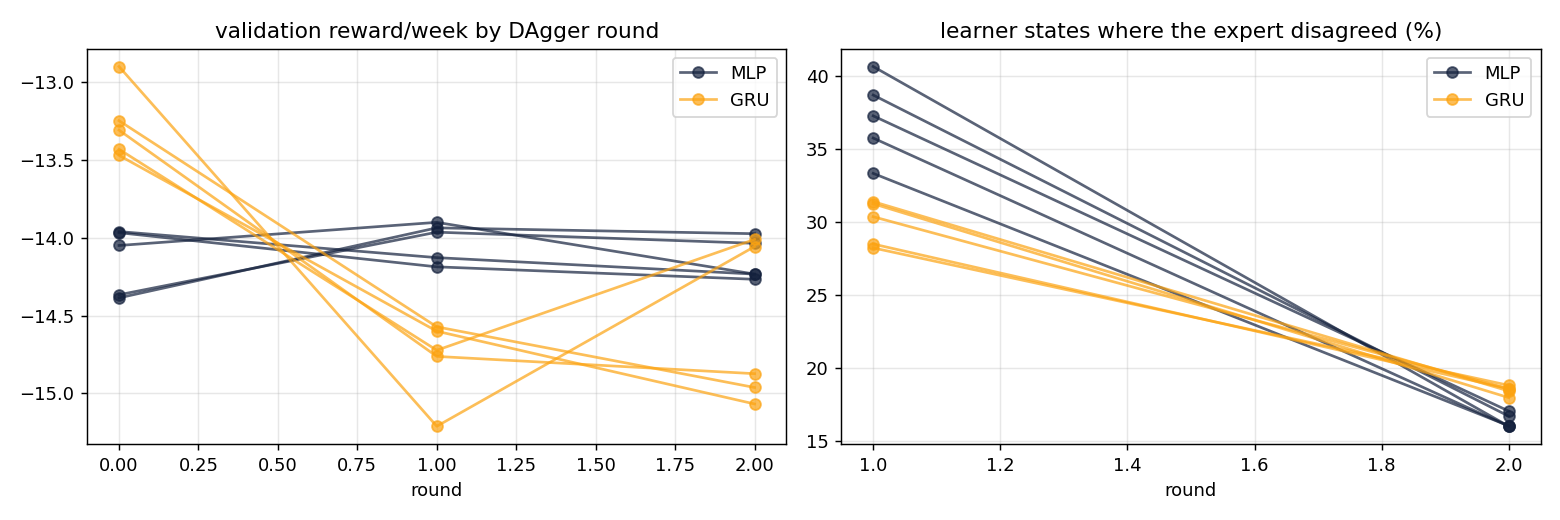 validation reward/week by DAgger round
MLP
GRU
−13.0
−13.5
−14.0
−14.5
−15.0
0.00 0.25 0.50 0.75 1.00 1.25 1.50 1.75 2.00
round
learner states where the expert disagreed (%)
MLP
GRU
40
35
30
25
20
15
1.0 1.2 1.4 1.6 1.8 2.0
round